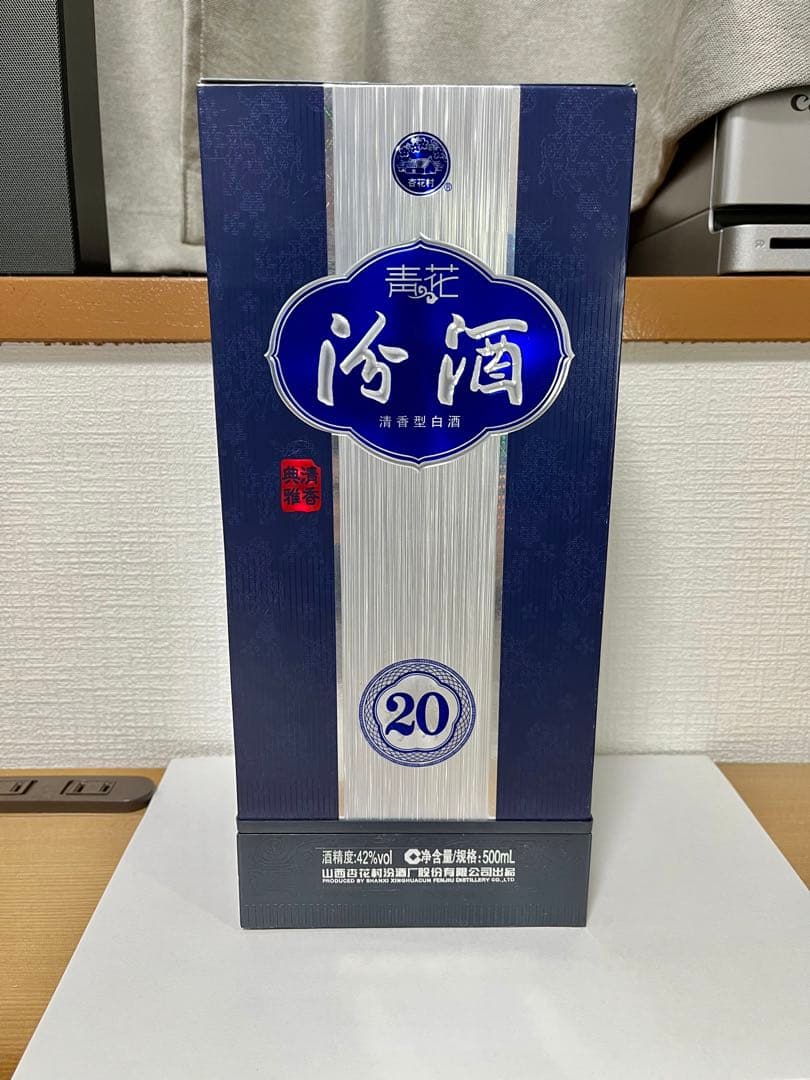 杏花村
®
青花
汾酒
清香型白酒
清香
典雅
20
酒精度:42%vol 净含量/规格:500mL
山西杏花村汾酒厂股份有限公司出品
PRODUCED BY SHANXI XINGHUACUN FENJIU DISTILLERY CO.,LTD